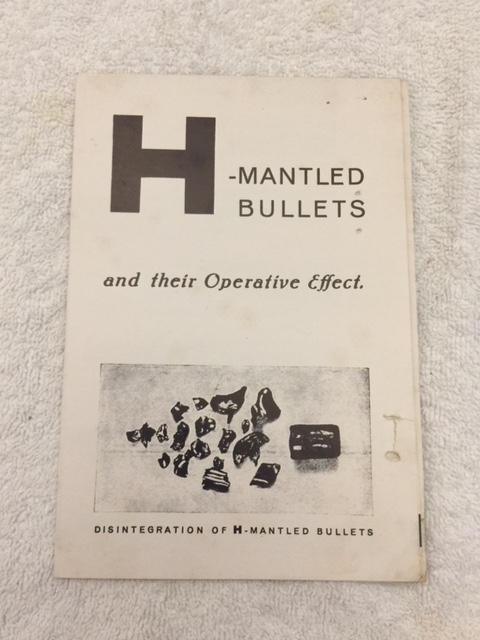 H-MANTLED
BULLETS
and their Operative Effect.
DISINTEGRATION OF H-MANTLED BULLETS